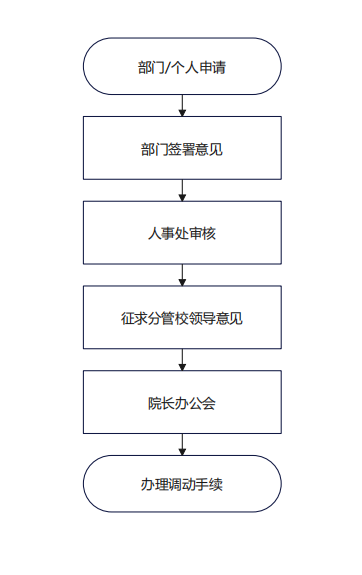 部门/个人申请
部门签署意见
人事处审核
征求分管校领导意见
院长办公会
办理调动手续